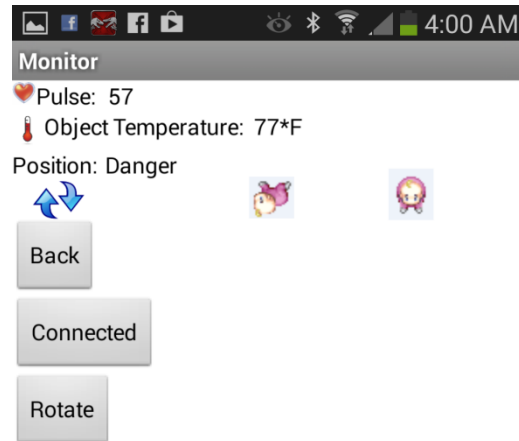 4:00 AM
Monitor
Pulse: 57
Object Temperature: 77*F
Position: Danger
Back
Connected
Rotate